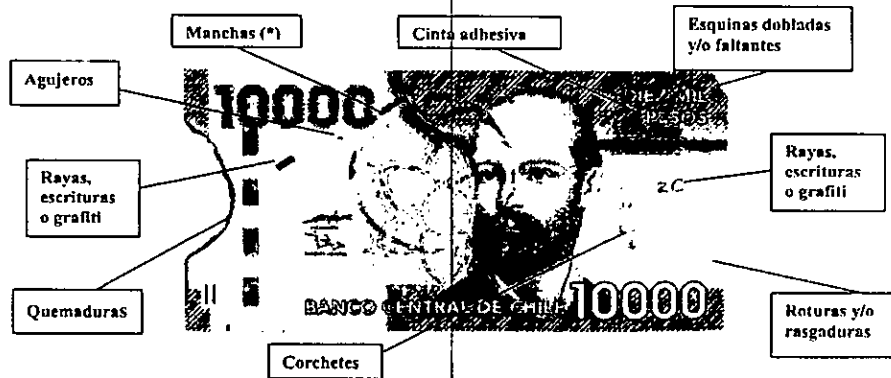 Manchas (*)
Cinta adhesiva
Esquinas dobladas
y/o faltantes
Agujeros
10000
DIEZ MIL
PESOS
Rayas,
escrituras
o grafiti
Rayas,
escrituras
o grafiti
2C
Quemaduras
BANCO CENTRAL DE CHILE
10000
Roturas y/o
rasgaduras
Corchetes